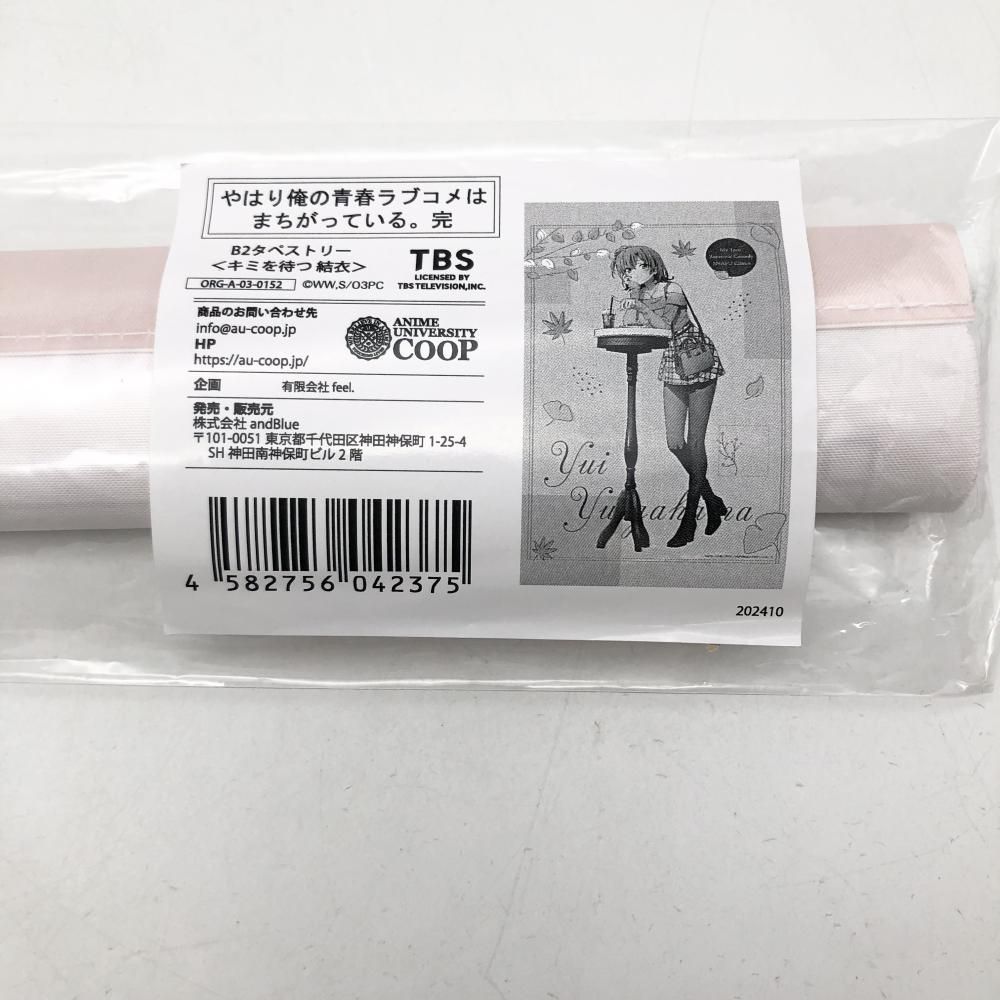 やはり俺の青春ラブコメは
まちがっている。完
B2タペストリー
＜キミを待つ 結衣＞
ORG-A-03-0152 ©WW,S/O3PC
TBS
LICENSED BY
TBS TELEVISION,INC.
商品のお問い合わせ先
info@au-coop.jp
HP
https://au-coop.jp/
ANIME
UNIVERSITY
COOP
企画 有限会社 feel.
発売・販売元
株式会社 andBlue
〒101-0051 東京都千代田区神田神保町 1-25-4
SH 神田南神保町ビル 2 階
4 582756 042375
My Teen
Romantic Comedy
Yui
Yuigahama
202410